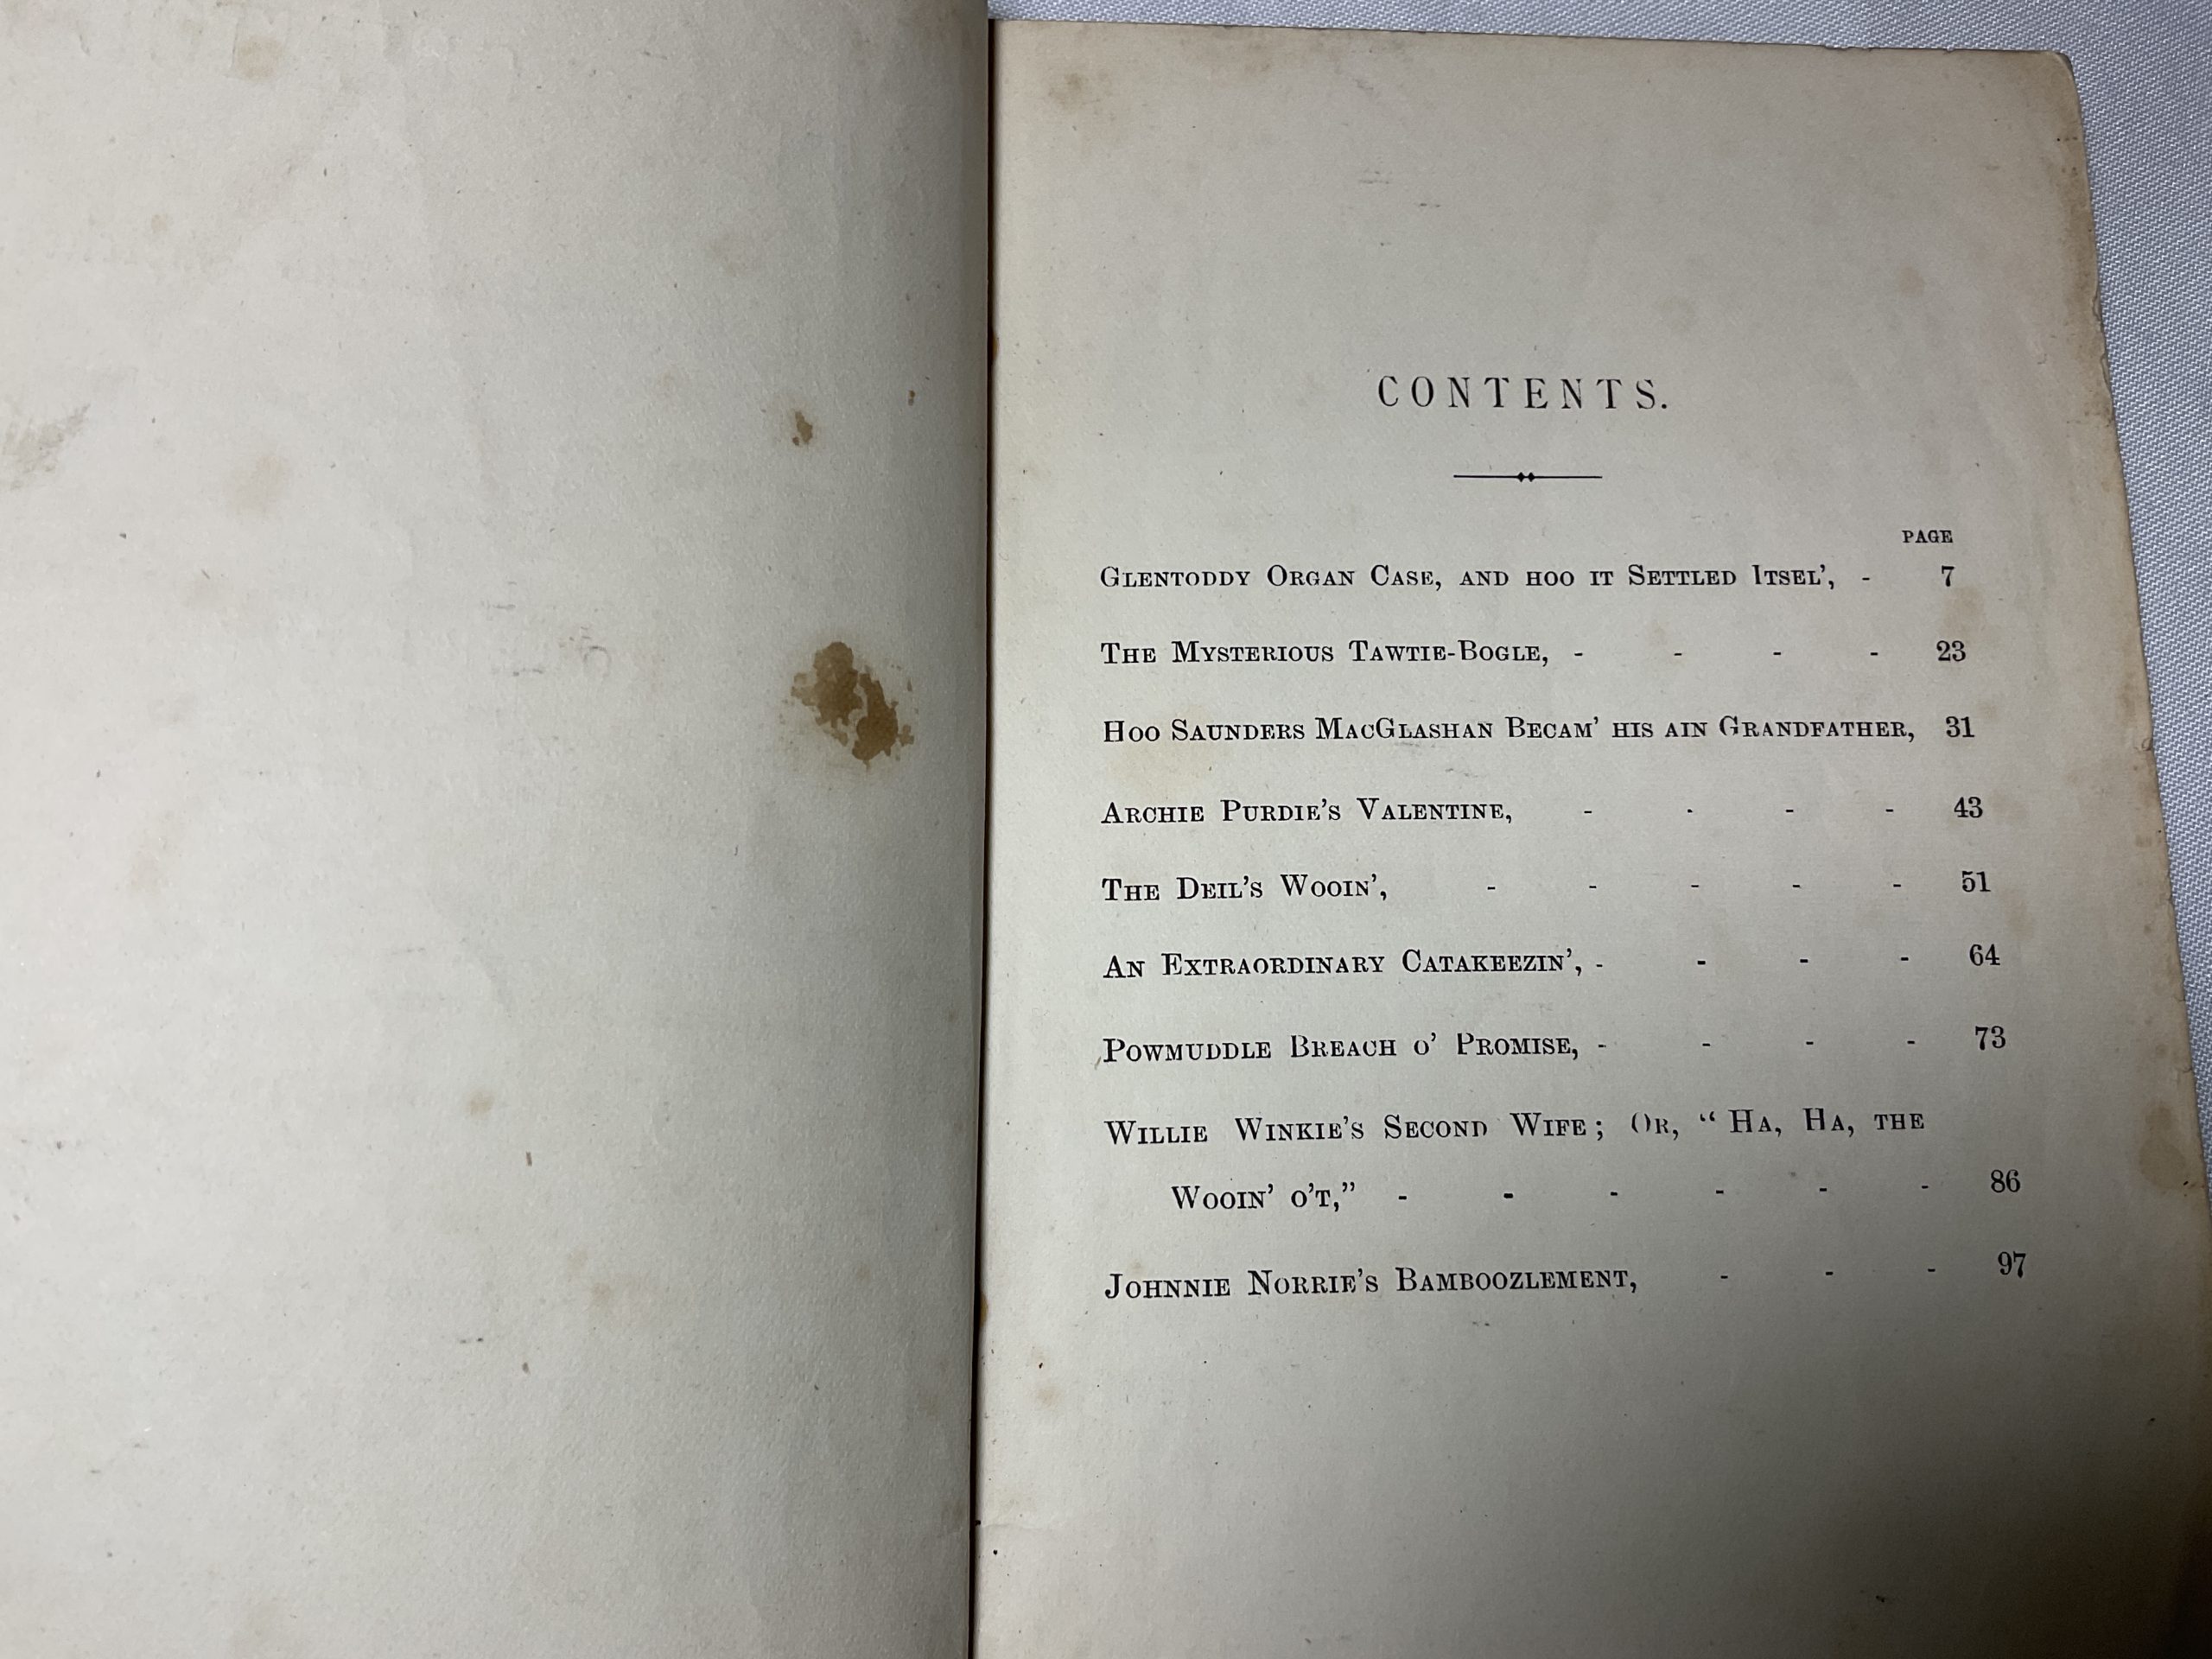 CONTENTS.
PAGE
GLENTODDY ORGAN CASE, AND HOO IT SETTLED ITSEL', - 7
THE MYSTERIOUS TAWTIE-BOGLE, - - - - 23
HOO SAUNDERS MACGLASHAN BECAM' HIS AIN GRANDFATHER, 31
ARCHIE PURDIE'S VALENTINE, - - - - 43
THE DEIL'S WOOIN', - - - - - 51
AN EXTRAORDINARY CATAKEEZIN', - - - - 64
POWMUDDLE BREACH O' PROMISE, - - - - 73
WILLIE WINKIE'S SECOND WIFE; OR, "HA, HA, THE
WOOIN' O'T," - - - - - - 86
JOHNNIE NORRIE'S BAMBOOZLEMENT, - - - 97